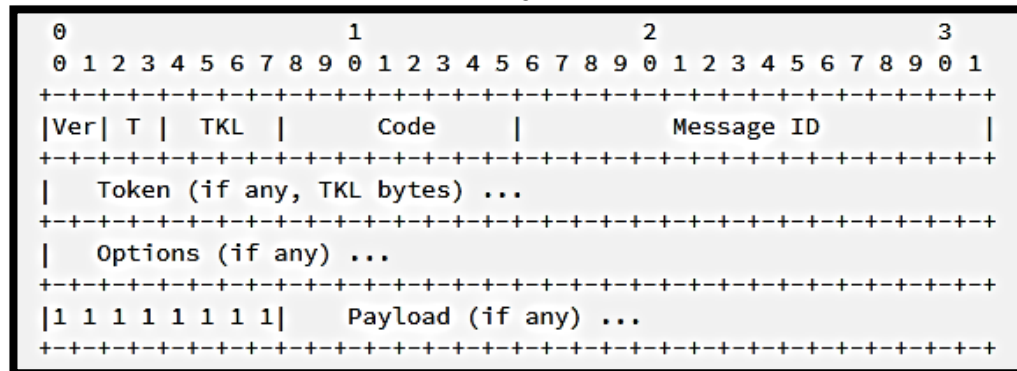 0                   1                   2                   3
0 1 2 3 4 5 6 7 8 9 0 1 2 3 4 5 6 7 8 9 0 1 2 3 4 5 6 7 8 9 0 1
+-+-+-+-+-+-+-+-+-+-+-+-+-+-+-+-+-+-+-+-+-+-+-+-+-+-+-+-+-+-+-+-+
|Ver| T |  TKL  |      Code     |          Message ID           |
+-+-+-+-+-+-+-+-+-+-+-+-+-+-+-+-+-+-+-+-+-+-+-+-+-+-+-+-+-+-+-+-+
|   Token (if any, TKL bytes) ...
+-+-+-+-+-+-+-+-+-+-+-+-+-+-+-+-+-+-+-+-+-+-+-+-+-+-+-+-+-+-+-+-+
|   Options (if any) ...
+-+-+-+-+-+-+-+-+-+-+-+-+-+-+-+-+-+-+-+-+-+-+-+-+-+-+-+-+-+-+-+-+
|1 1 1 1 1 1 1 1|    Payload (if any) ...
+-+-+-+-+-+-+-+-+-+-+-+-+-+-+-+-+-+-+-+-+-+-+-+-+-+-+-+-+-+-+-+-+